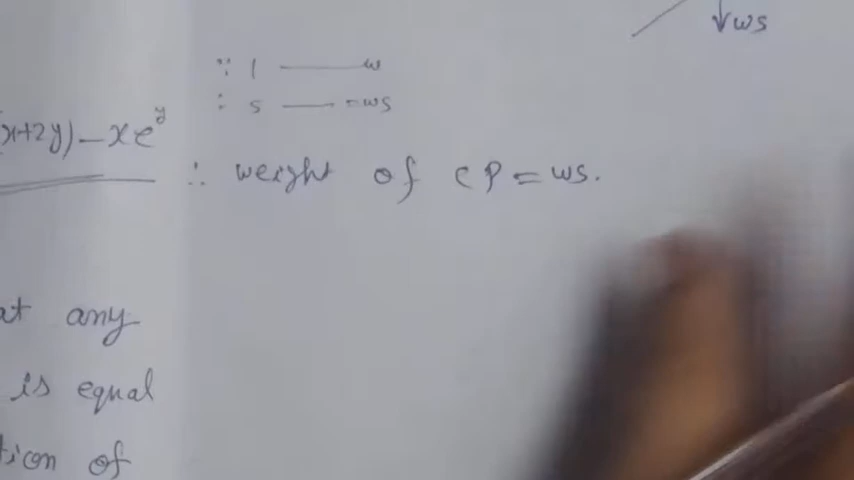 ↓ws
∵ 1 —— w
∴ s —— = ws
x+2y) - xe^y
∴ weight of CP = ws.
at any
is equal
tion of